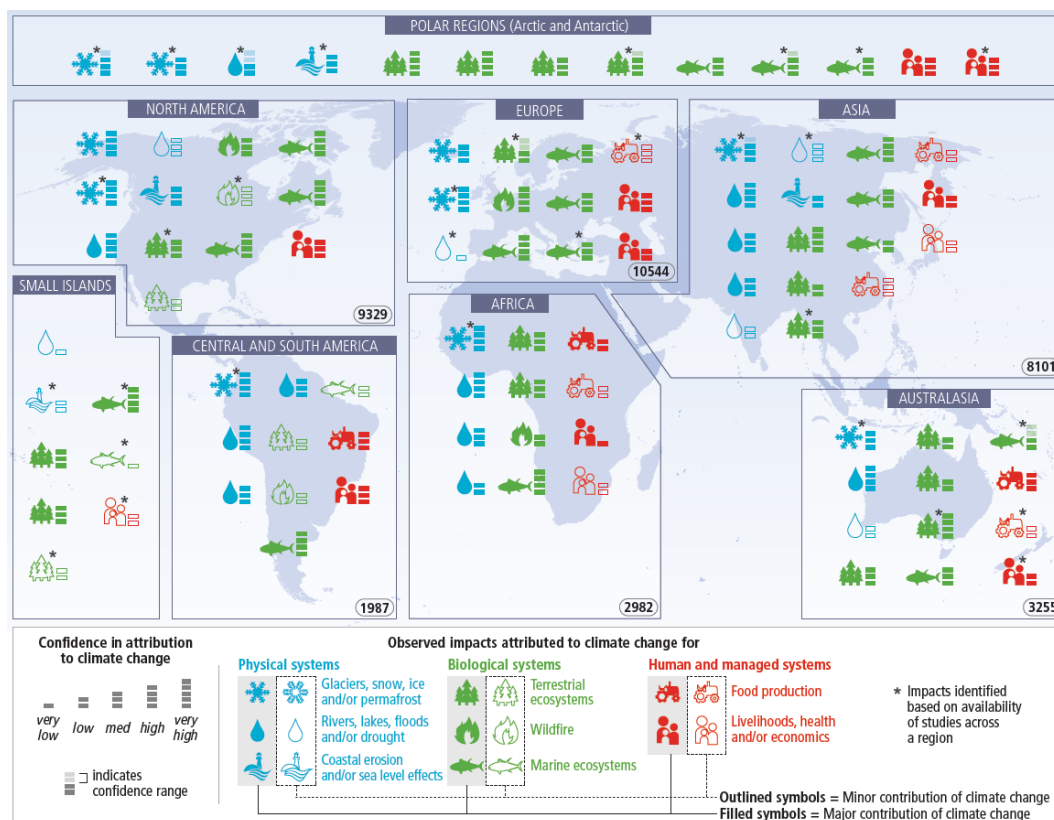 POLAR REGIONS (Arctic and Antarctic)
* * * * * * * *
NORTH AMERICA
* * *
9329
EUROPE
* * * * *
10544
ASIA
* * *
8101
SMALL ISLANDS
* * * * *
CENTRAL AND SOUTH AMERICA
*
1987
AFRICA
*
2982
AUSTRALASIA
* * * * *
3255
Confidence in attribution
to climate change
very
low
low
med
high
very
high
indicates
confidence range
Observed impacts attributed to climate change for
Physical systems
Glaciers, snow, ice
and/or permafrost
Rivers, lakes, floods
and/or drought
Coastal erosion
and/or sea level effects
Biological systems
Terrestrial
ecosystems
Wildfire
Marine ecosystems
Human and managed systems
Food production
Livelihoods, health
and/or economics
* Impacts identified
based on availability
of studies across
a region
Outlined symbols = Minor contribution of climate change
Filled symbols = Major contribution of climate change